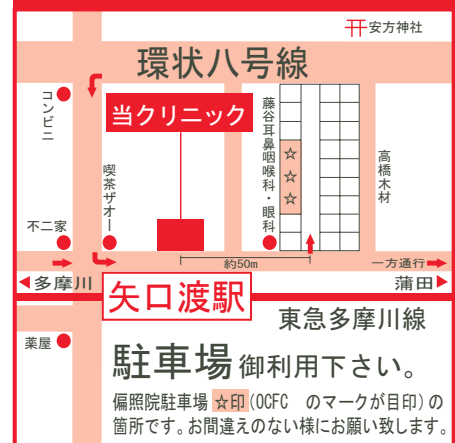 安方神社
環状八号線
コンビニ
当クリニック
藤谷耳鼻咽喉科・眼科
☆
☆
☆
喫茶ザオー
高橋木材
不二家
約50m
一方通行
多摩川
蒲田
矢口渡駅
東急多摩川線
薬屋
駐車場御利用下さい。
偏照院駐車場 ☆印(OCFC のマークが目印)の
箇所です。お間違えのない様にお願い致します。